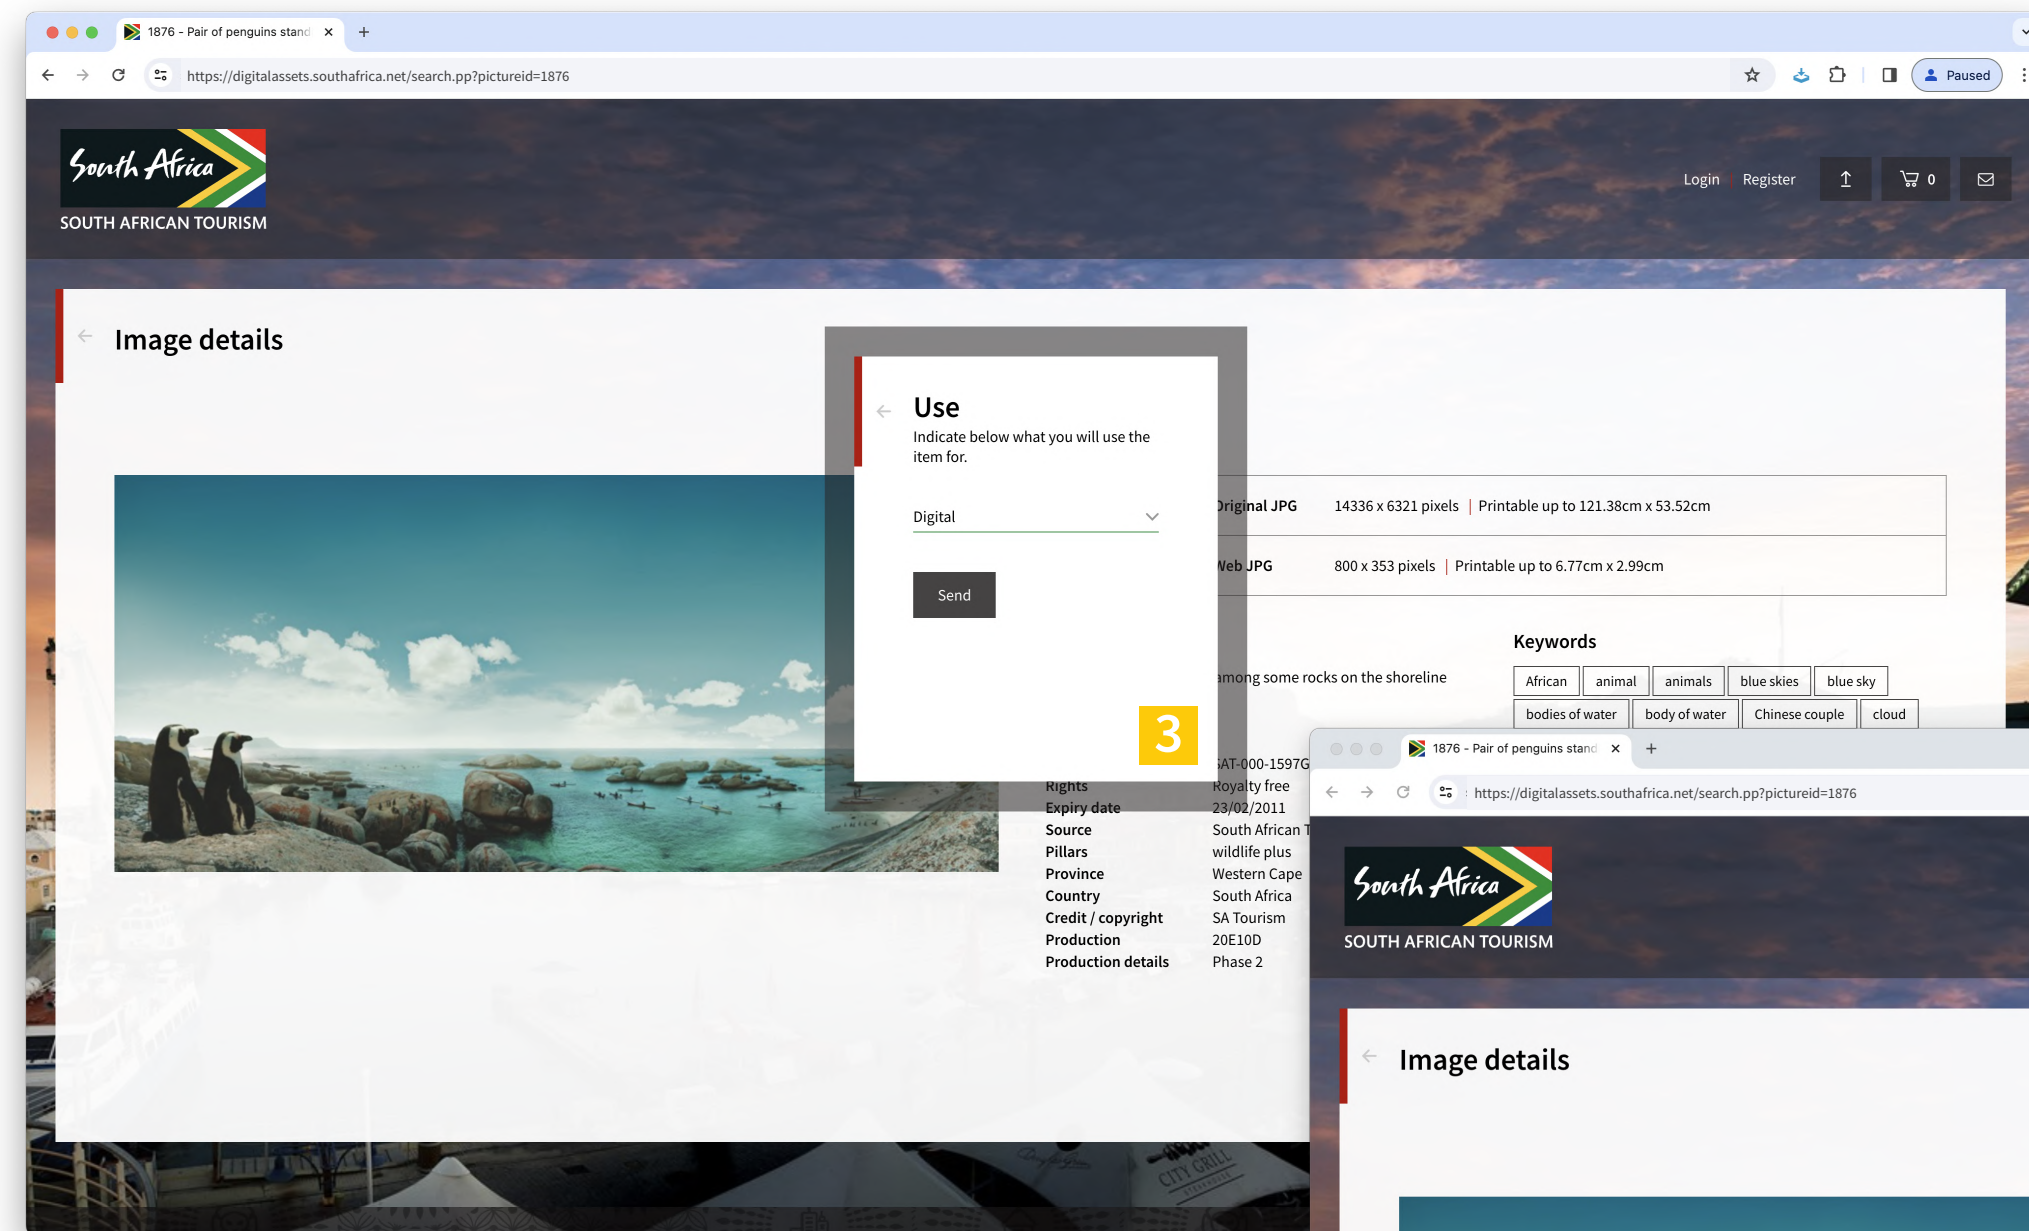 1876 - Pair of penguins stand
https://digitalassets.southafrica.net/search.pp?pictureid=1876
Paused
South Africa
SOUTH AFRICAN TOURISM
Login
Register
0
Image details
Use
Indicate below what you will use the
item for.
Digital
Send
3
Original JPG
14336 x 6321 pixels | Printable up to 121.38cm x 53.52cm
Web JPG
800 x 353 pixels | Printable up to 6.77cm x 2.99cm
among some rocks on the shoreline
Keywords
African
animal
animals
blue skies
blue sky
bodies of water
body of water
Chinese couple
cloud
SAT-000-1597G
Rights Royalty free
Expiry date 23/02/2011
Source South African T
Pillars wildlife plus
Province Western Cape
Country South Africa
Credit / copyright SA Tourism
Production 20E10D
Production details Phase 2
CITY GRILL
STEAKHOUSE
1876 - Pair of penguins stand
https://digitalassets.southafrica.net/search.pp?pictureid=1876
South Africa
SOUTH AFRICAN TOURISM
Image details